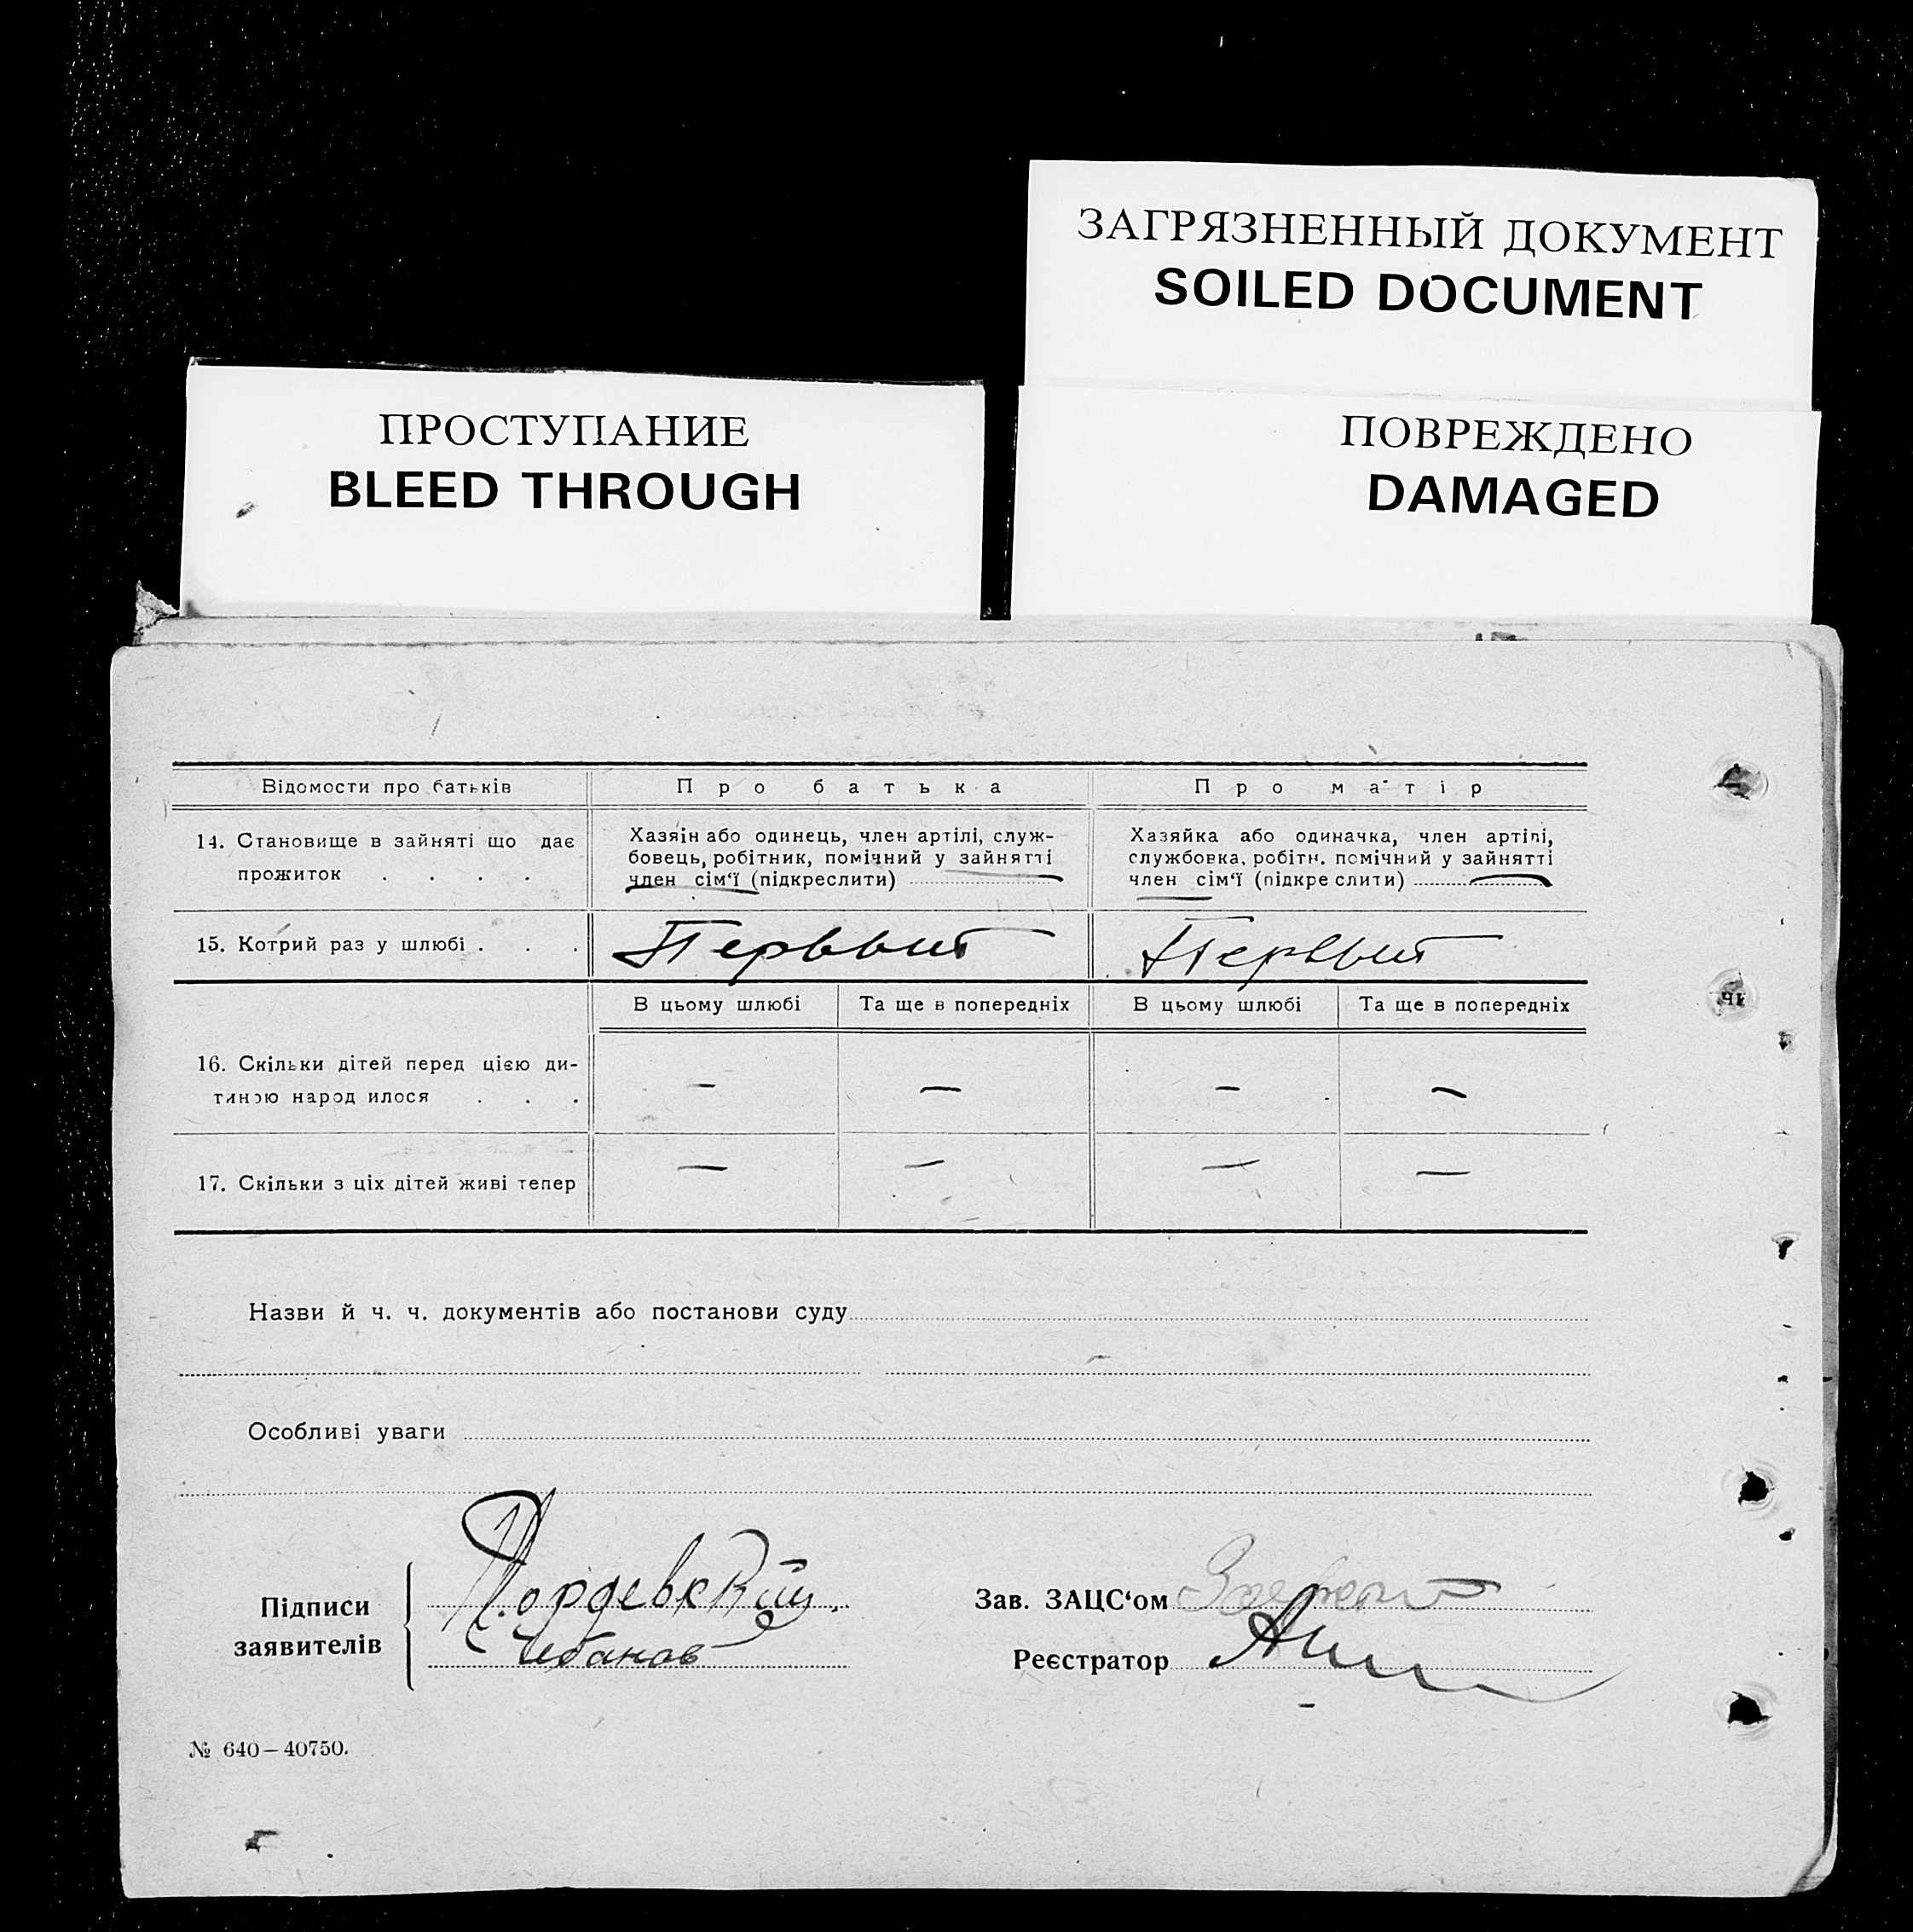 ЗАГРЯЗНЕННЫЙ ДОКУМЕНТ
SOILED DOCUMENT
ПРОСТУПАНИЕ
BLEED THROUGH
ПОВРЕЖДЕНО
DAMAGED
Відомости про батьків Про батька Про матір
14. Становище в зайняті що дає прожиток . . . .
Хазяїн або одинець, член артілі, служ-
бовець, робітник, помічний у зайнятті
член сім‘ї (підкреслити)
Хазяйка або одиначка, член артілі,
службовка, робітн. помічний у зайнятті
член сім‘ї (підкреслити)
15. Котрий раз у шлюбі . . . Первый Первый
В цьому шлюбі Та ще в попередніх В цьому шлюбі Та ще в попередніх
16. Скільки дітей перед цією ди-
тиною народилося . . . — — — —
17. Скільки з ціх дітей живі тепер — — — —
чи
Назви й ч. ч. документів або постанови суду
Особливі уваги
Підписи
заявителів
Чебанов
Зав. ЗАЦС‘ом
Реєстратор
№ 640—40750.